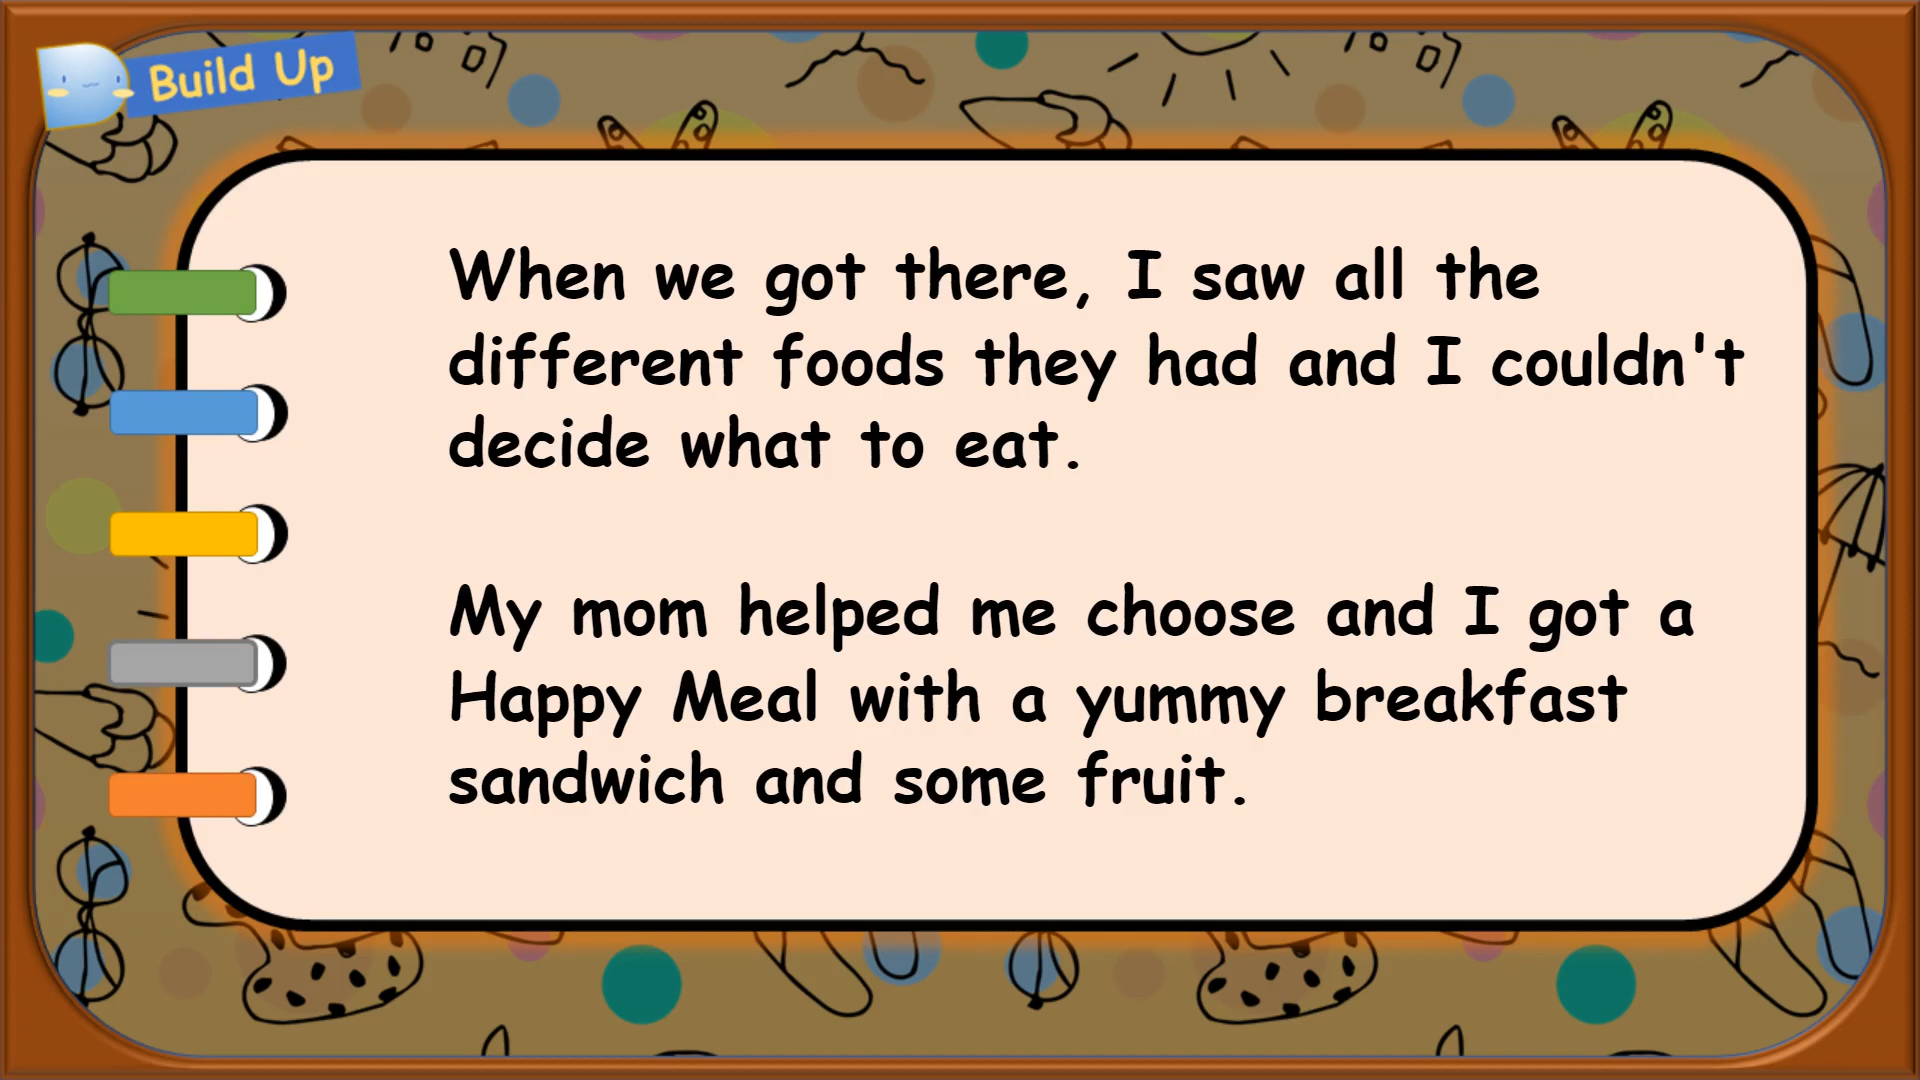 Build Up
When we got there, I saw all the
different foods they had and I couldn't
decide what to eat.
My mom helped me choose and I got a
Happy Meal with a yummy breakfast
sandwich and some fruit.